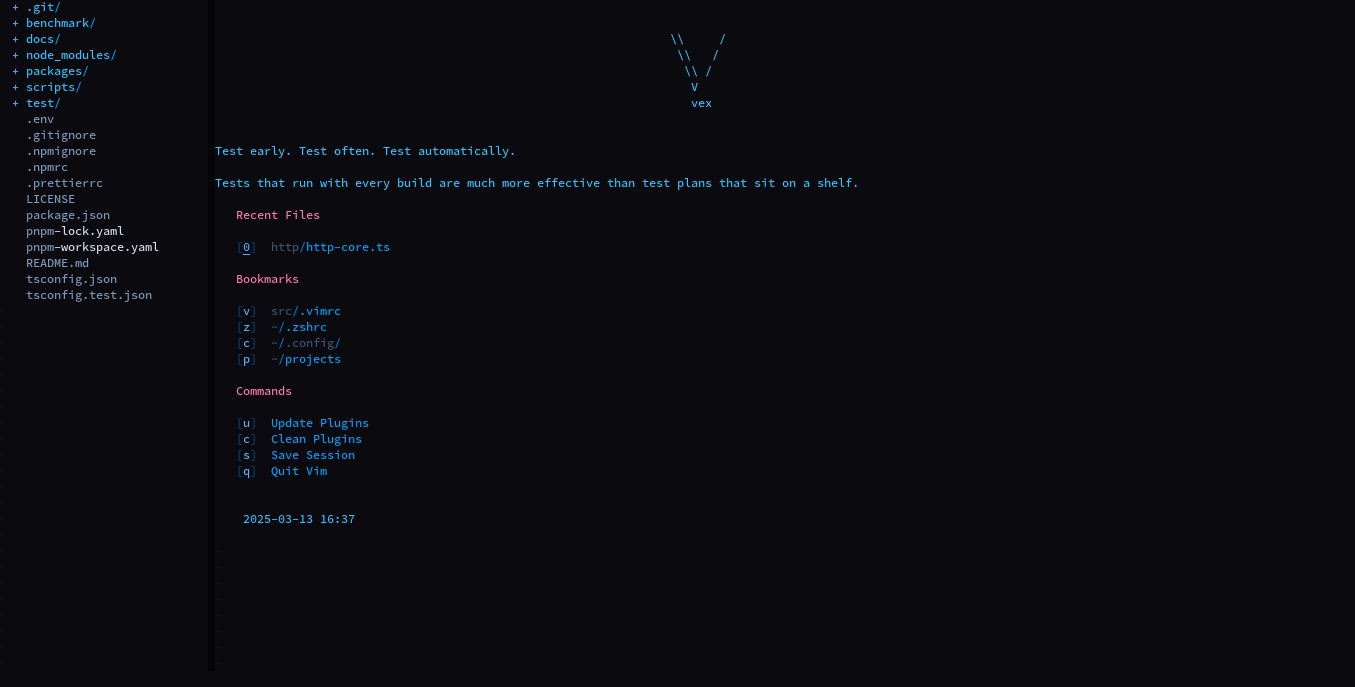 + .git/
+ benchmark/
+ docs/
+ node_modules/
+ packages/
+ scripts/
+ test/
.env
.gitignore
.npmignore
.npmrc
.prettierrc
LICENSE
package.json
pnpm-lock.yaml
pnpm-workspace.yaml
README.md
tsconfig.json
tsconfig.test.json
\\     /
\\   /
\\ /
V
vex
Test early. Test often. Test automatically.
Tests that run with every build are much more effective than test plans that sit on a shelf.
Recent Files
[0]  http/http-core.ts
Bookmarks
[v]  src/.vimrc
[z]  ~/.zshrc
[c]  ~/.config/
[p]  ~/projects
Commands
[u]  Update Plugins
[c]  Clean Plugins
[s]  Save Session
[q]  Quit Vim
2025-03-13 16:37